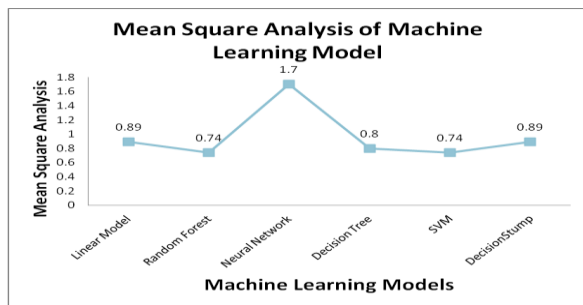 Mean Square Analysis of Machine
Learning Model
Mean Square Analysis
1.8
1.6
1.4
1.2
1
0.8
0.6
0.4
0.2
0
0.89
0.74
1.7
0.8
0.74
0.89
Linear Model
Random Forest
Neural Network
Decision Tree
SVM
DecisionStump
Machine Learning Models